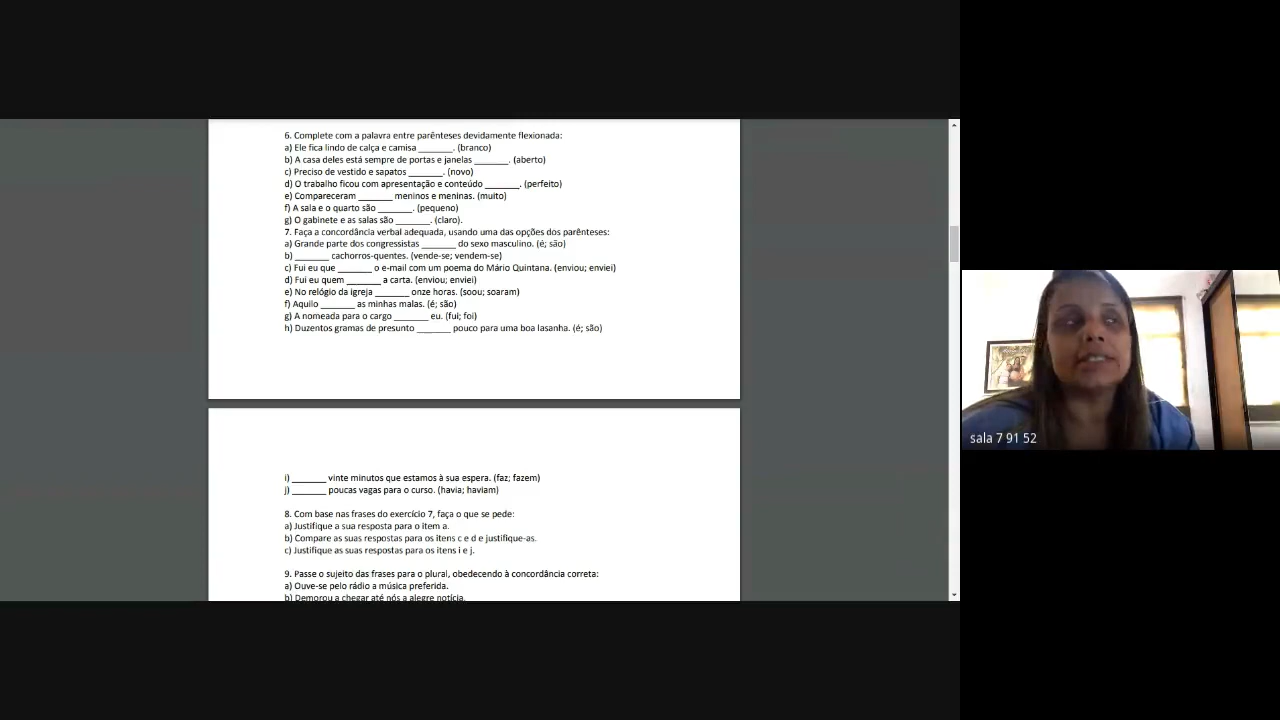 6. Complete com a palavra entre parênteses devidamente flexionada:
a) Ele fica lindo de calça e camisa _______. (branco)
b) A casa deles está sempre de portas e janelas _______. (aberto)
c) Preciso de vestido e sapatos _______. (novo)
d) O trabalho ficou com apresentação e conteúdo _______. (perfeito)
e) Compareceram _______ meninos e meninas. (muito)
f) A sala e o quarto são _______. (pequeno)
g) O gabinete e as salas são _______. (claro).
7. Faça a concordância verbal adequada, usando uma das opções dos parênteses:
a) Grande parte dos congressistas _______ do sexo masculino. (é; são)
b) _______ cachorros-quentes. (vende-se; vendem-se)
c) Fui eu que _______ o e-mail com um poema do Mário Quintana. (enviou; enviei)
d) Fui eu quem _______ a carta. (enviou; enviei)
e) No relógio da igreja _______ onze horas. (soou; soaram)
f) Aquilo _______ as minhas malas. (é; são)
g) A nomeada para o cargo _______ eu. (fui; foi)
h) Duzentos gramas de presunto _______ pouco para uma boa lasanha. (é; são)
i) _______ vinte minutos que estamos à sua espera. (faz; fazem)
j) _______ poucas vagas para o curso. (havia; haviam)
8. Com base nas frases do exercício 7, faça o que se pede:
a) Justifique a sua resposta para o item a.
b) Compare as suas respostas para os itens c e d e justifique-as.
c) Justifique as suas respostas para os itens i e j.
9. Passe o sujeito das frases para o plural, obedecendo à concordância correta:
a) Ouve-se pelo rádio a música preferida.
b) Demorou a chegar até nós a alegre notícia.
sala 7 91 52